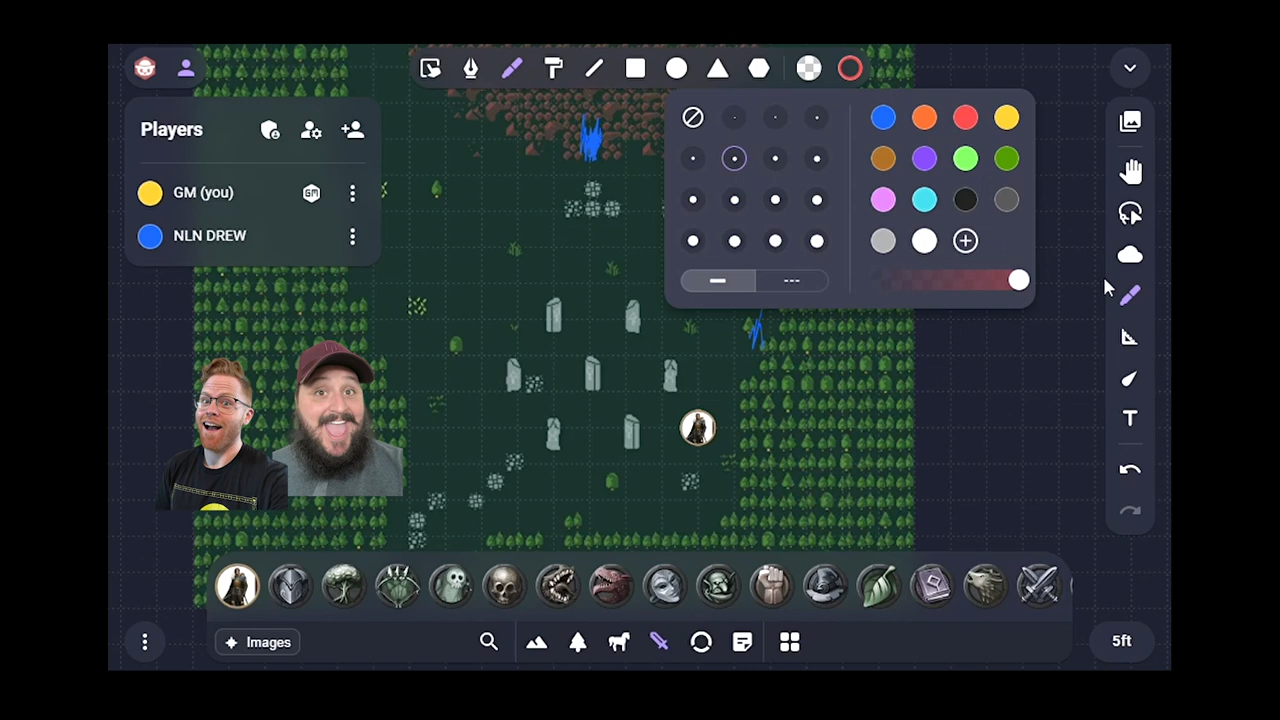 Players
GM (you)
GM
NLN DREW
T
Images
5ft